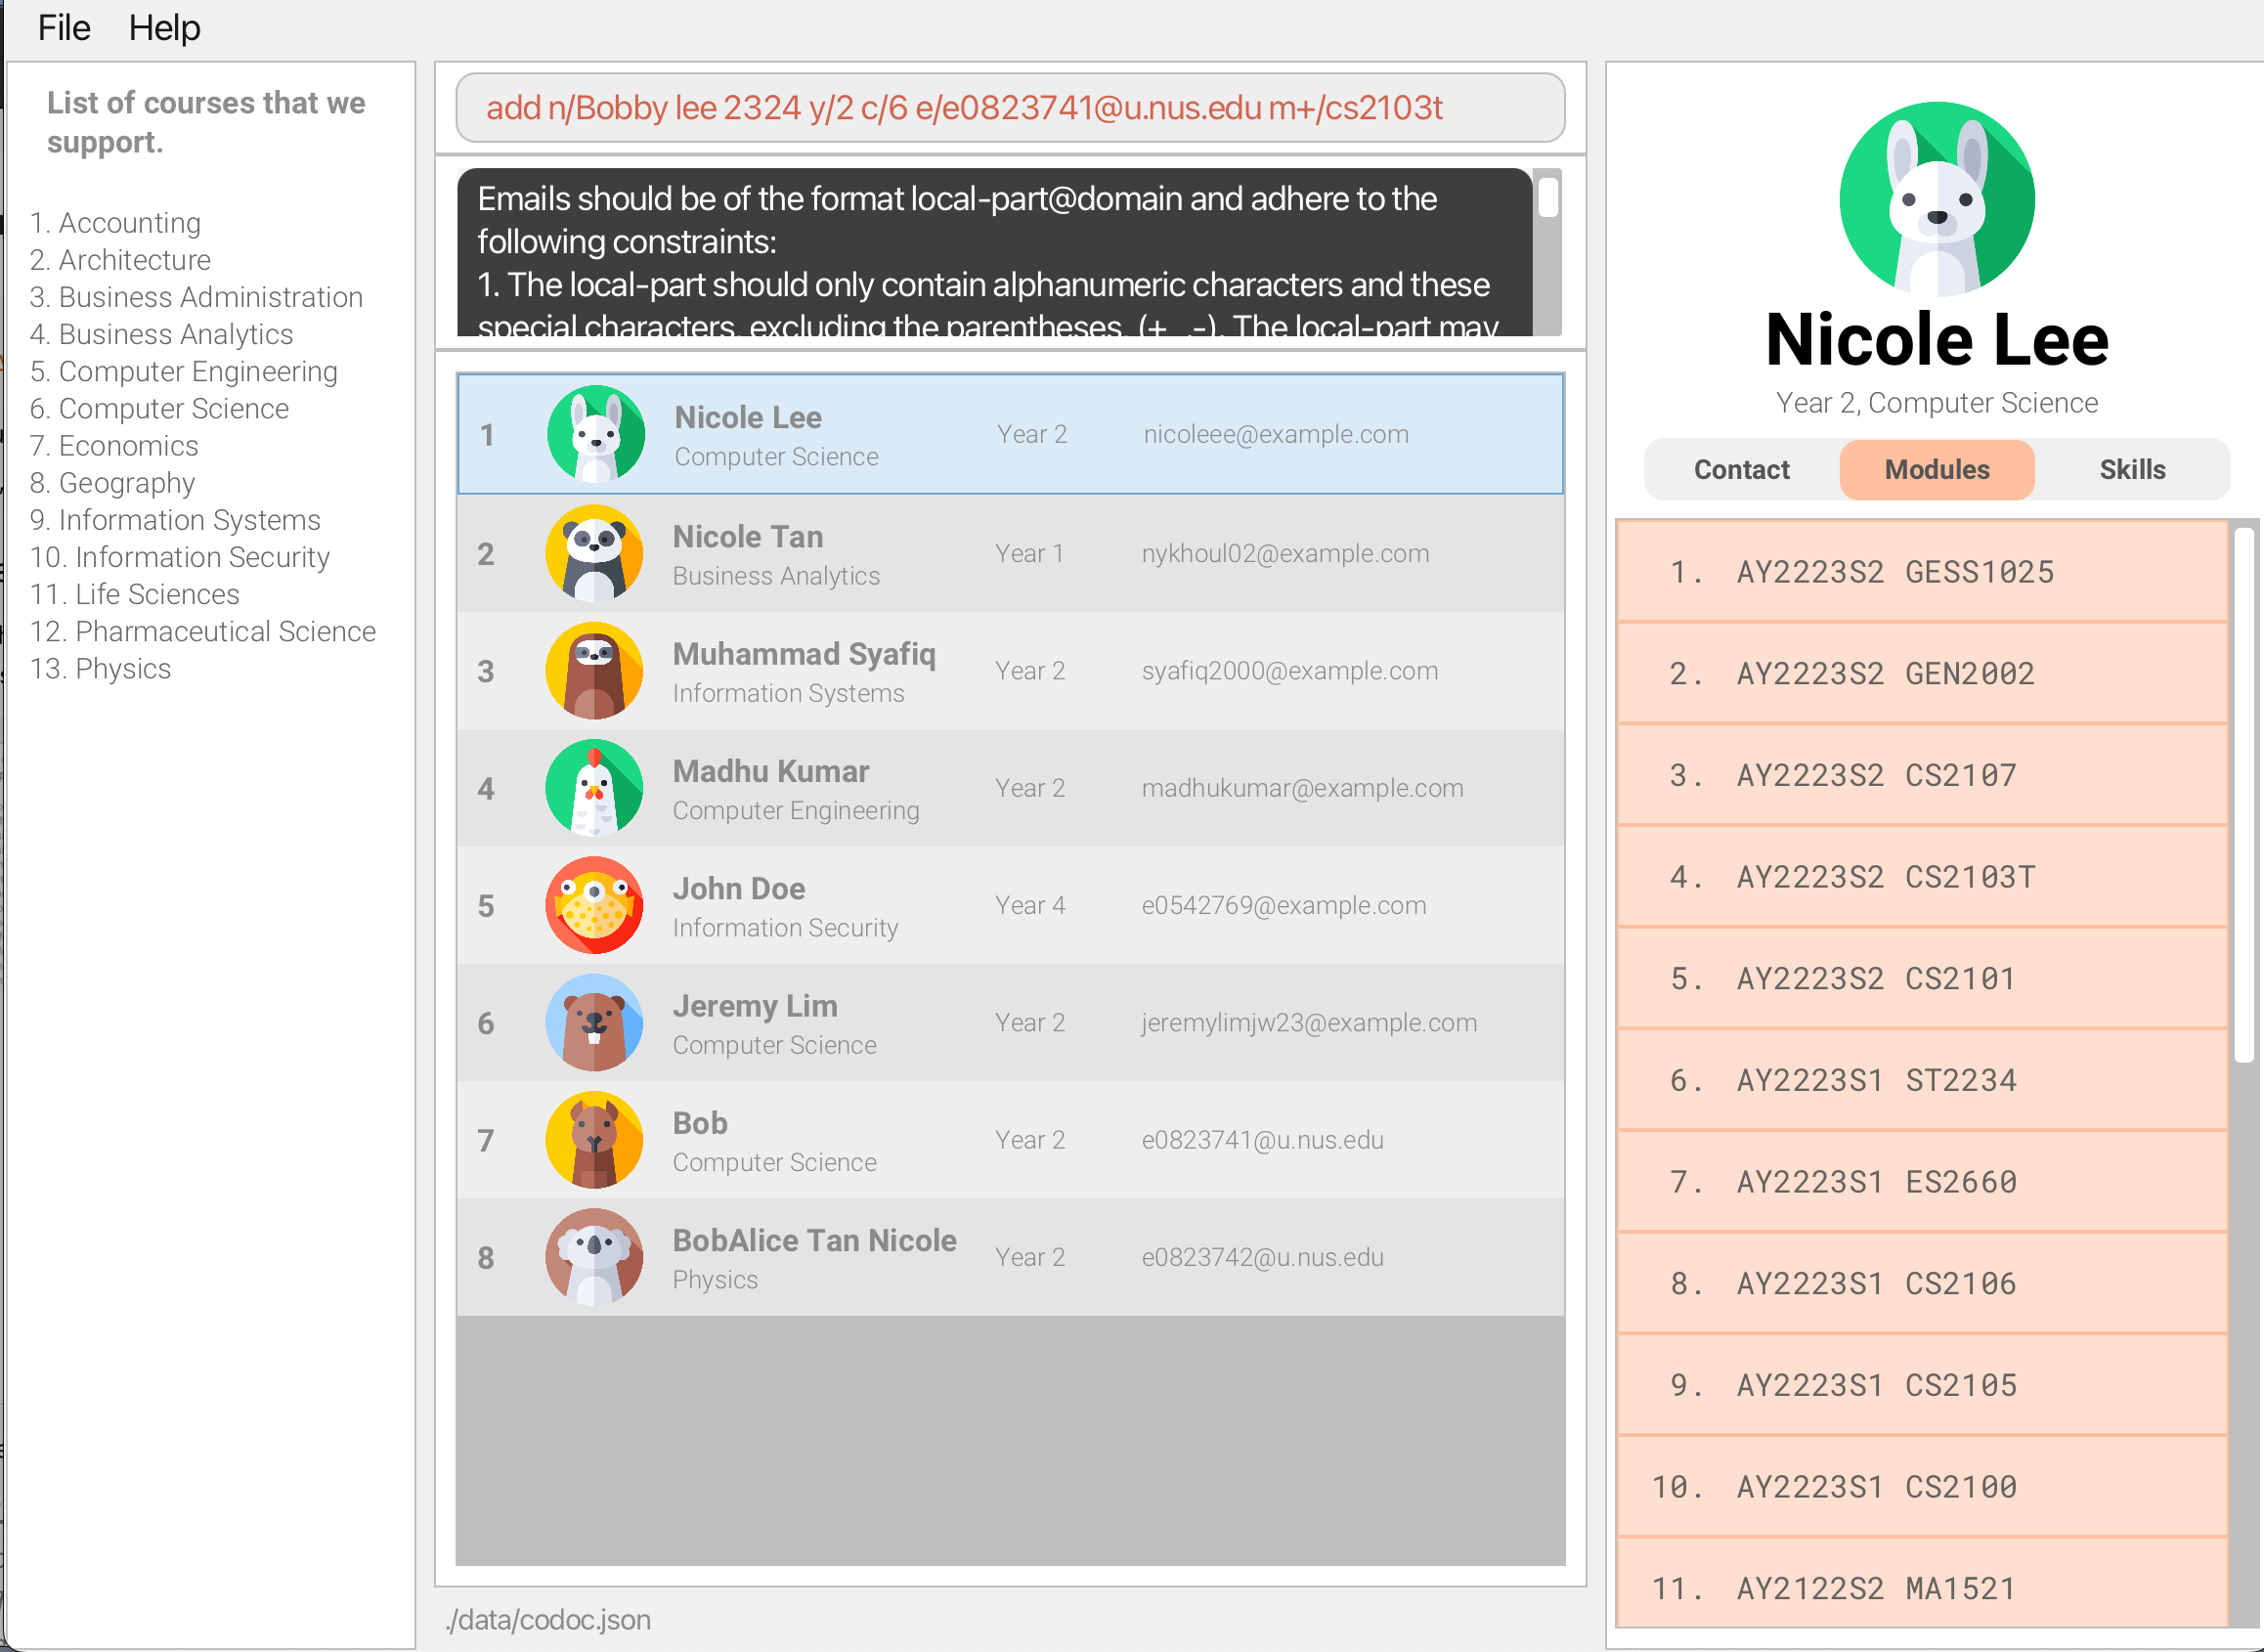 File Help
List of courses that we
support.
1. Accounting
2. Architecture
3. Business Administration
4. Business Analytics
5. Computer Engineering
6. Computer Science
7. Economics
8. Geography
9. Information Systems
10. Information Security
11. Life Sciences
12. Pharmaceutical Science
13. Physics
add n/Bobby lee 2324 y/2 c/6 e/e0823741@u.nus.edu m+/cs2103t
Emails should be of the format local-part@domain and adhere to the
following constraints:
1. The local-part should only contain alphanumeric characters and these
special characters, excluding the parentheses, (+_.-). The local-part may
1
Nicole Lee
Computer Science
Year 2
nicoleee@example.com
2
Nicole Tan
Business Analytics
Year 1
nykhoul02@example.com
3
Muhammad Syafiq
Information Systems
Year 2
syafiq2000@example.com
4
Madhu Kumar
Computer Engineering
Year 2
madhukumar@example.com
5
John Doe
Information Security
Year 4
e0542769@example.com
6
Jeremy Lim
Computer Science
Year 2
jeremylimjw23@example.com
7
Bob
Computer Science
Year 2
e0823741@u.nus.edu
8
BobAlice Tan Nicole
Physics
Year 2
e0823742@u.nus.edu
./data/codoc.json
Nicole Lee
Year 2, Computer Science
Contact Modules Skills
1. AY2223S2 GESS1025
2. AY2223S2 GEN2002
3. AY2223S2 CS2107
4. AY2223S2 CS2103T
5. AY2223S2 CS2101
6. AY2223S1 ST2234
7. AY2223S1 ES2660
8. AY2223S1 CS2106
9. AY2223S1 CS2105
10. AY2223S1 CS2100
11. AY2122S2 MA1521